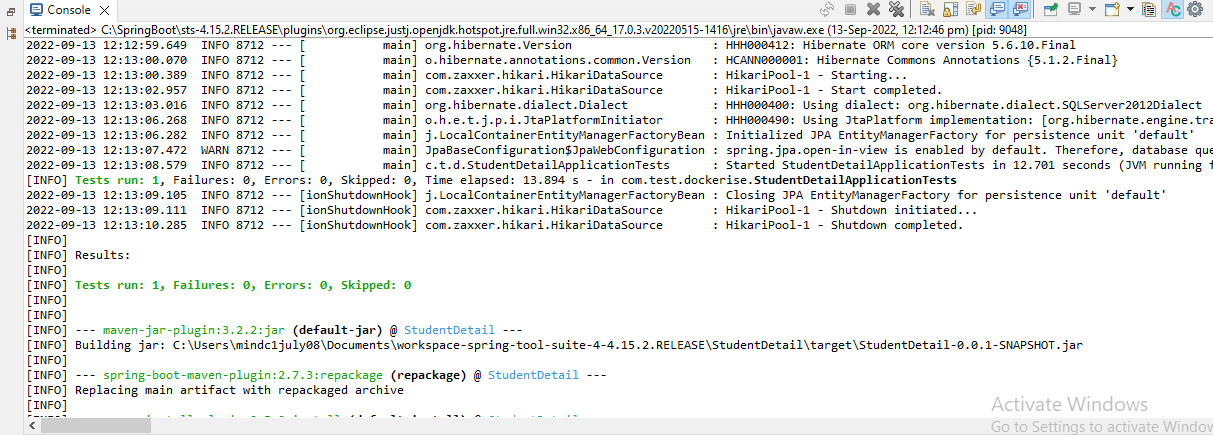 Console
<terminated> C:\SpringBoot\sts-4.15.2.RELEASE\plugins\org.eclipse.justj.openjdk.hotspot.jre.full.win32.x86_64_17.0.3.v20220515-1416\jre\bin\javaw.exe (13-Sep-2022, 12:12:46 pm) [pid: 9048]
2022-09-13 12:12:59.649  INFO 8712 --- [           main] org.hibernate.Version                    : HHH000412: Hibernate ORM core version 5.6.10.Final
2022-09-13 12:13:00.070  INFO 8712 --- [           main] o.hibernate.annotations.common.Version   : HCANN000001: Hibernate Commons Annotations {5.1.2.Final}
2022-09-13 12:13:00.389  INFO 8712 --- [           main] com.zaxxer.hikari.HikariDataSource       : HikariPool-1 - Starting...
2022-09-13 12:13:02.957  INFO 8712 --- [           main] com.zaxxer.hikari.HikariDataSource       : HikariPool-1 - Start completed.
2022-09-13 12:13:03.016  INFO 8712 --- [           main] org.hibernate.dialect.Dialect            : HHH000400: Using dialect: org.hibernate.dialect.SQLServer2012Dialect
2022-09-13 12:13:06.268  INFO 8712 --- [           main] o.h.e.t.j.p.i.JtaPlatformInitiator       : HHH000490: Using JtaPlatform implementation: [org.hibernate.engine.tra
2022-09-13 12:13:06.282  INFO 8712 --- [           main] j.LocalContainerEntityManagerFactoryBean : Initialized JPA EntityManagerFactory for persistence unit 'default'
2022-09-13 12:13:07.472  WARN 8712 --- [           main] JpaBaseConfiguration$JpaWebConfiguration : spring.jpa.open-in-view is enabled by default. Therefore, database que
2022-09-13 12:13:08.579  INFO 8712 --- [           main] c.t.d.StudentDetailApplicationTests      : Started StudentDetailApplicationTests in 12.701 seconds (JVM running f
[INFO] Tests run: 1, Failures: 0, Errors: 0, Skipped: 0, Time elapsed: 13.894 s - in com.test.dockerise.StudentDetailApplicationTests
2022-09-13 12:13:09.105  INFO 8712 --- [ionShutdownHook] j.LocalContainerEntityManagerFactoryBean : Closing JPA EntityManagerFactory for persistence unit 'default'
2022-09-13 12:13:09.111  INFO 8712 --- [ionShutdownHook] com.zaxxer.hikari.HikariDataSource       : HikariPool-1 - Shutdown initiated...
2022-09-13 12:13:10.285  INFO 8712 --- [ionShutdownHook] com.zaxxer.hikari.HikariDataSource       : HikariPool-1 - Shutdown completed.
[INFO]
[INFO] Results:
[INFO]
[INFO] Tests run: 1, Failures: 0, Errors: 0, Skipped: 0
[INFO]
[INFO]
[INFO] --- maven-jar-plugin:3.2.2:jar (default-jar) @ StudentDetail ---
[INFO] Building jar: C:\Users\mindc1july08\Documents\workspace-spring-tool-suite-4-4.15.2.RELEASE\StudentDetail\target\StudentDetail-0.0.1-SNAPSHOT.jar
[INFO]
[INFO] --- spring-boot-maven-plugin:2.7.3:repackage (repackage) @ StudentDetail ---
[INFO] Replacing main artifact with repackaged archive
[INFO]
Activate Windows
Go to Settings to activate Window